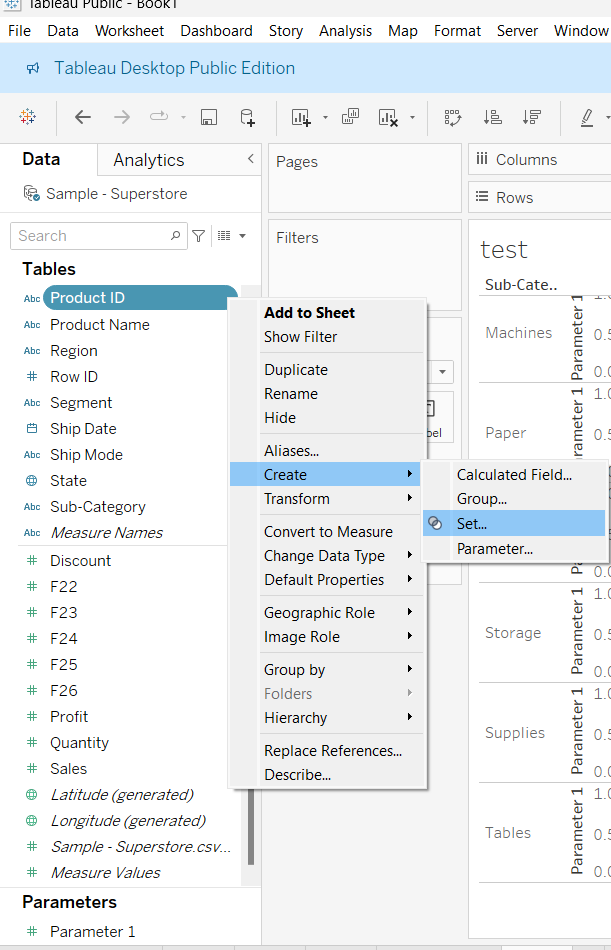 Tableau Public - Book1
File Data Worksheet Dashboard Story Analysis Map Format Server Window
Tableau Desktop Public Edition
Data Analytics
Sample - Superstore
Search
Tables
Abc Product ID
Abc Product Name
Abc Region
# Row ID
Abc Segment
Ship Date
Abc Ship Mode
State
Abc Sub-Category
Abc Measure Names
# Discount
# F22
# F23
# F24
# F25
# F26
# Profit
# Quantity
# Sales
Latitude (generated)
Longitude (generated)
# Sample - Superstore.csv...
# Measure Values
Parameters
# Parameter 1
Pages
Filters
Add to Sheet
Show Filter
Duplicate
Rename
Hide
Aliases...
Create
Transform
Convert to Measure
Change Data Type
Default Properties
Geographic Role
Image Role
Group by
Folders
Hierarchy
Replace References...
Describe...
Calculated Field...
Group...
Set...
Parameter...
Columns
Rows
test
Sub-Cate..
Machines
Parameter 1
0.5
0.0
Paper
Parameter 1
1.0
0.5
0.0
Storage
Parameter 1
1.0
0.5
0.0
Supplies
Parameter 1
1.0
0.5
0.0
Tables
Parameter 1
1.0
0.5
0.0